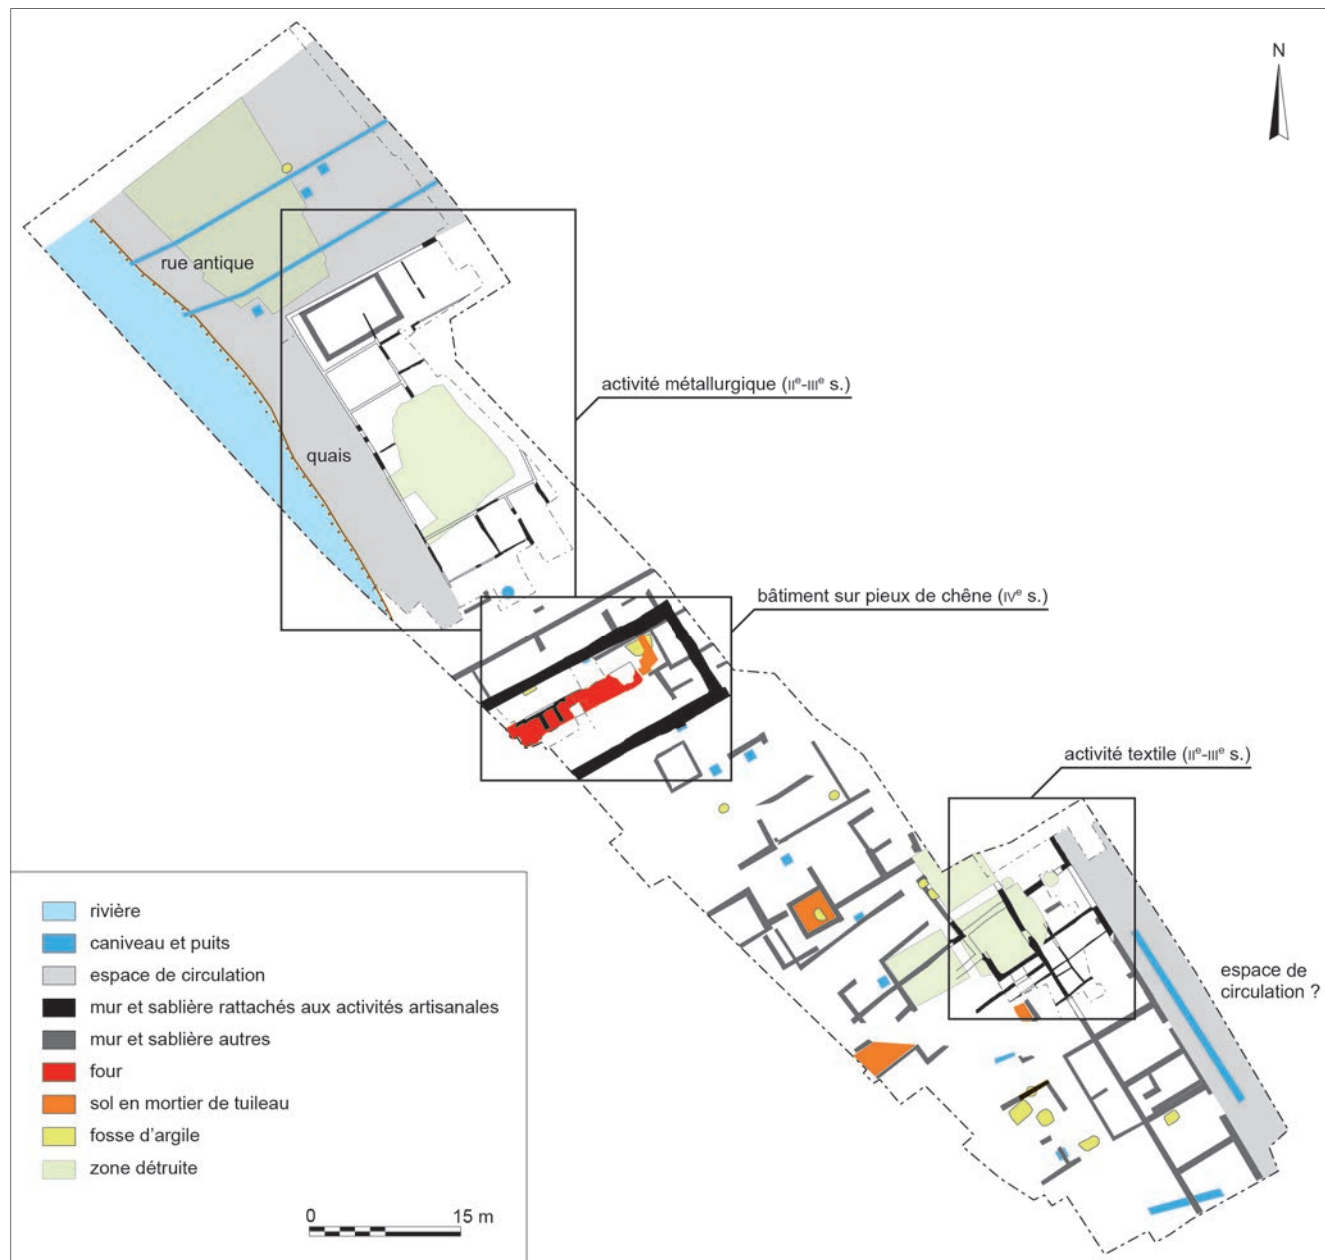 N
rue antique
activité métallurgique (IIe-IIIe s.)
quais
bâtiment sur pieux de chêne (IVe s.)
activité textile (IIe-IIIe s.)
espace de
circulation ?
rivière
caniveau et puits
espace de circulation
mur et sablière rattachés aux activités artisanales
mur et sablière autres
four
sol en mortier de tuileau
fosse d'argile
zone détruite
0 15 m